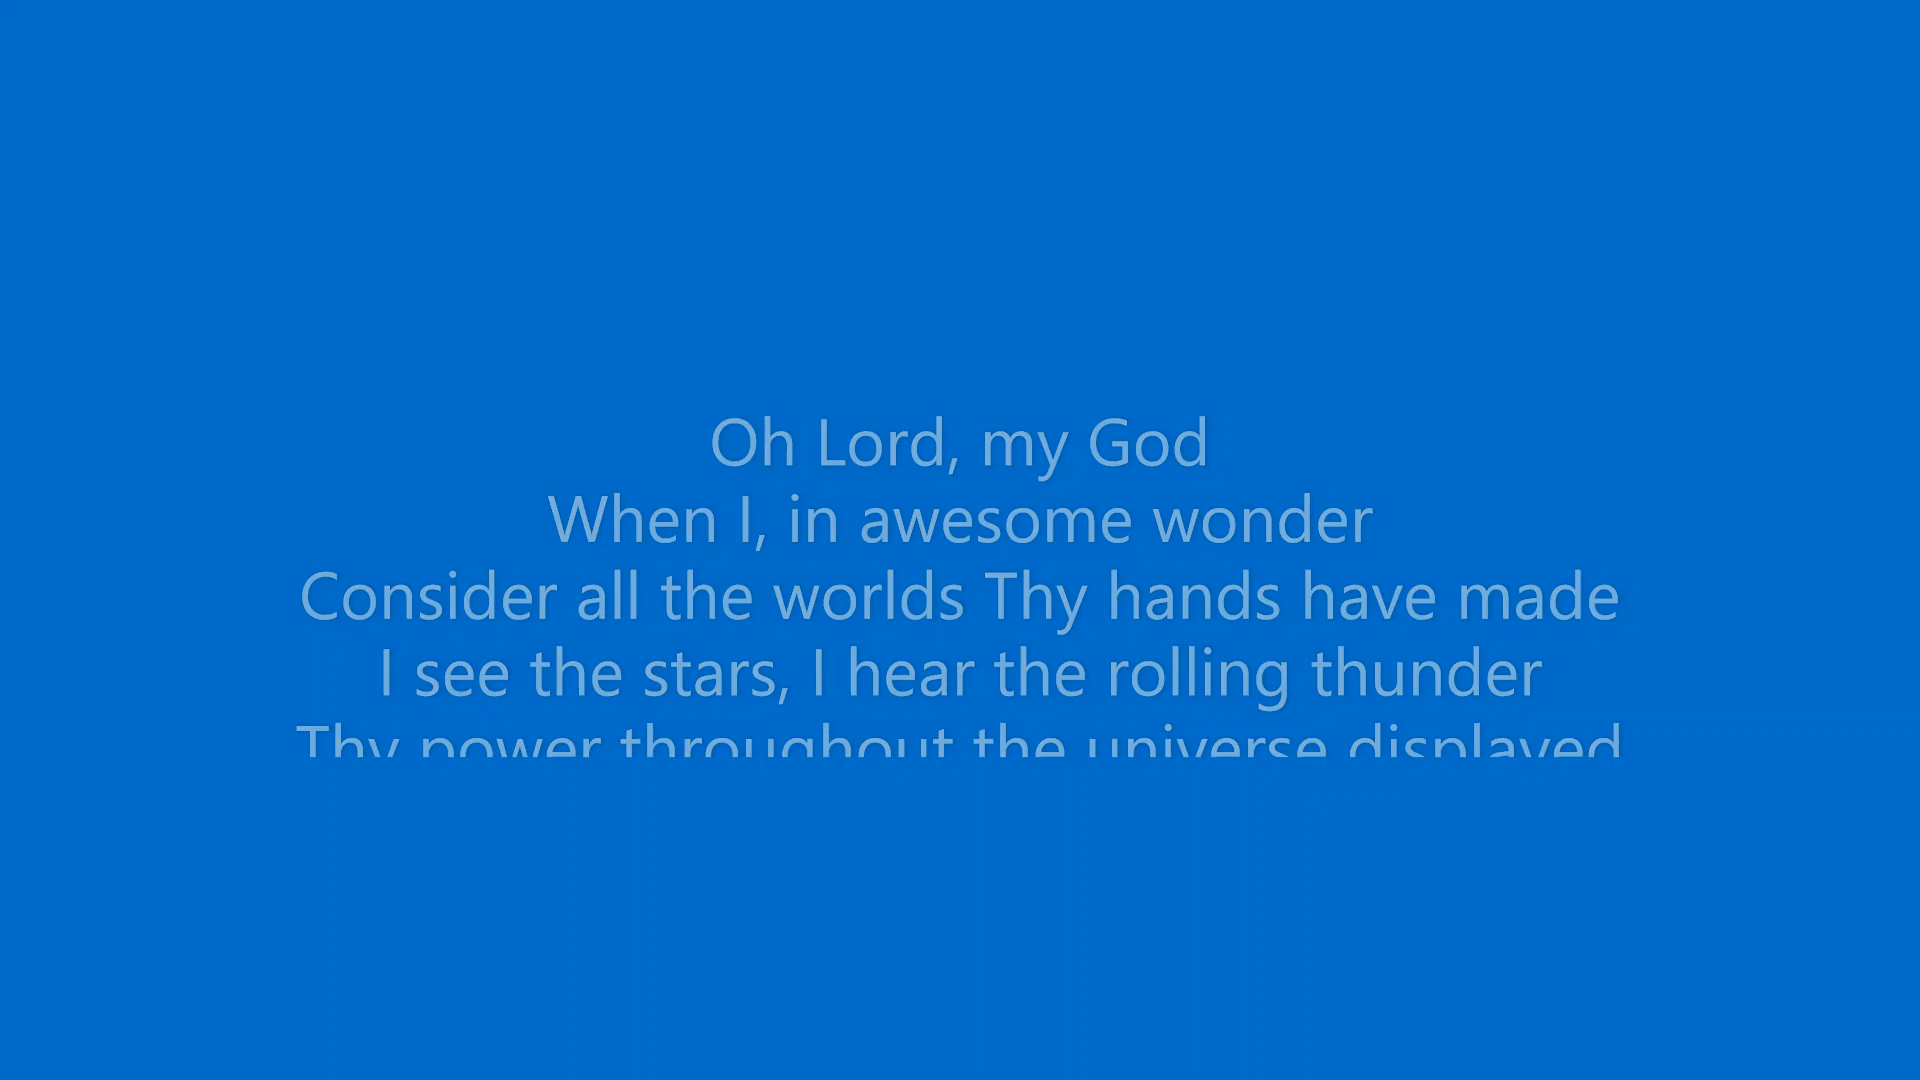 Oh Lord, my God
When I, in awesome wonder
Consider all the worlds Thy hands have made
I see the stars, I hear the rolling thunder
Thy power throughout the universe displayed